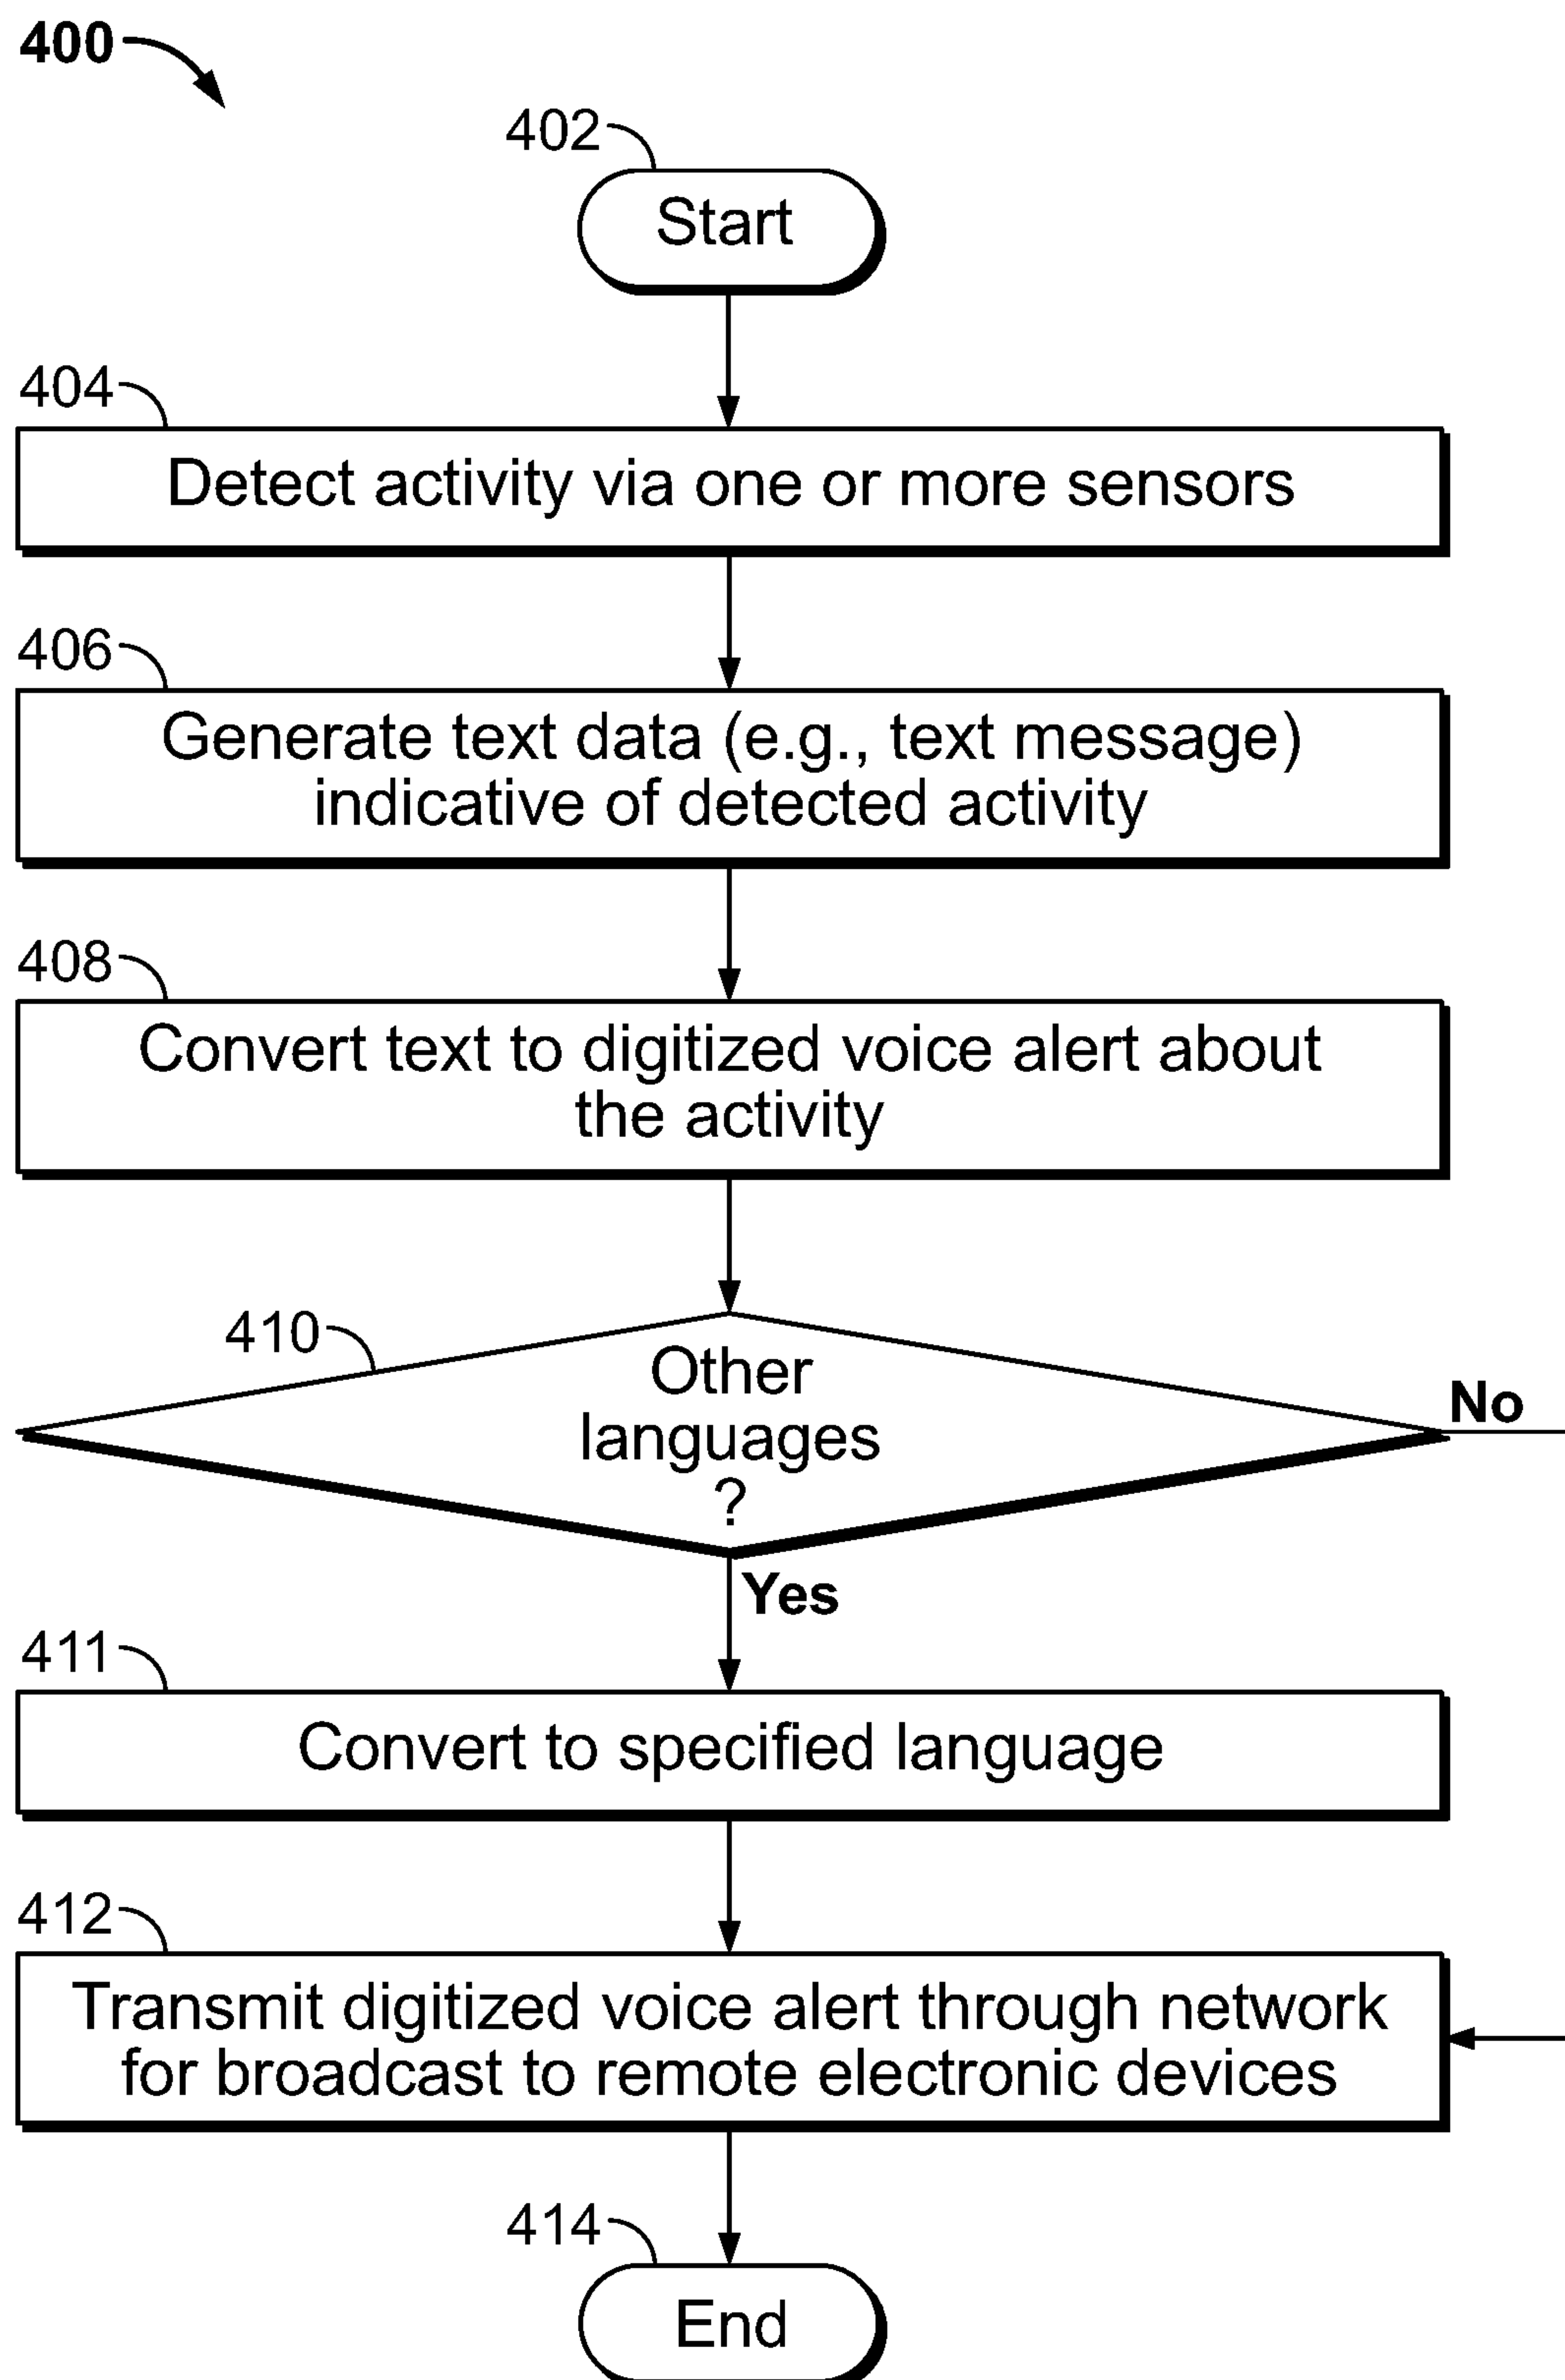 400
402
Start
404
Detect activity via one or more sensors
406
Generate text data (e.g., text message)
indicative of detected activity
408
Convert text to digitized voice alert about
the activity
410
Other
languages
?
No
Yes
411
Convert to specified language
412
Transmit digitized voice alert through network
for broadcast to remote electronic devices
414
End